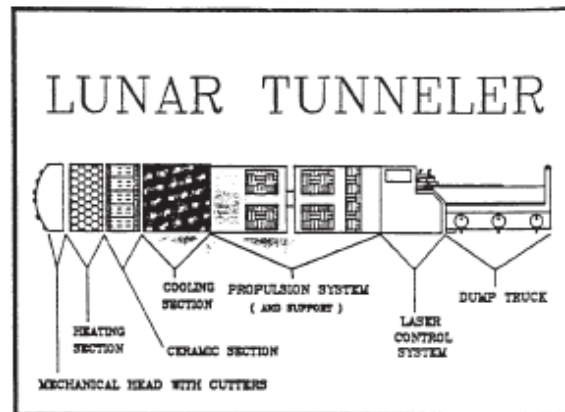 LUNAR TUNNELER
COOLING
SECTION
PROPULSION SYSTEM
( AND SUPPORT )
DUMP TRUCK
HEATING
SECTION
CERAMIC SECTION
LASER
CONTROL
SYSTEM
MECHANICAL HEAD WITH CUTTERS